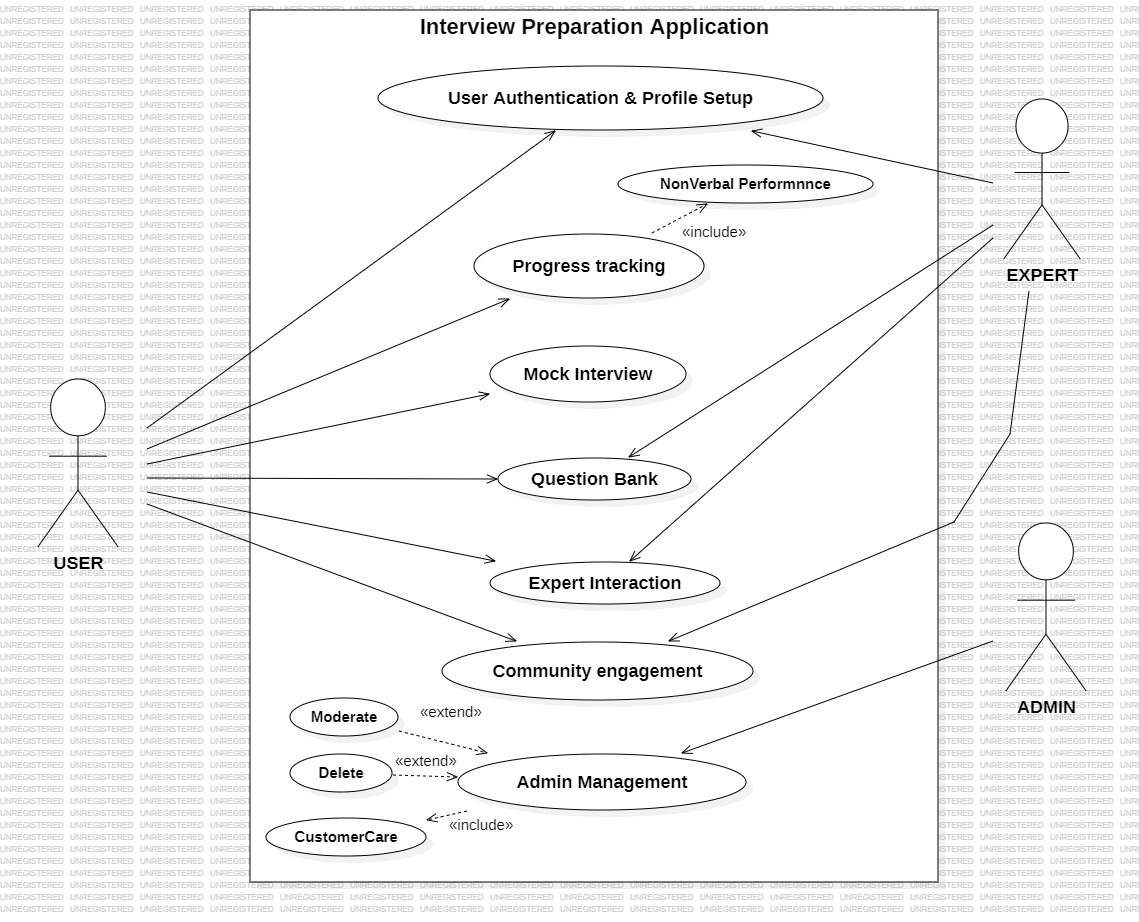 Interview Preparation Application
User Authentication & Profile Setup
NonVerbal Performnnce
«include»
Progress tracking
EXPERT
Mock Interview
Question Bank
USER
Expert Interaction
Community engagement
ADMIN
Moderate
«extend»
Delete
«extend»
Admin Management
CustomerCare
«include»
UNREGISTERED